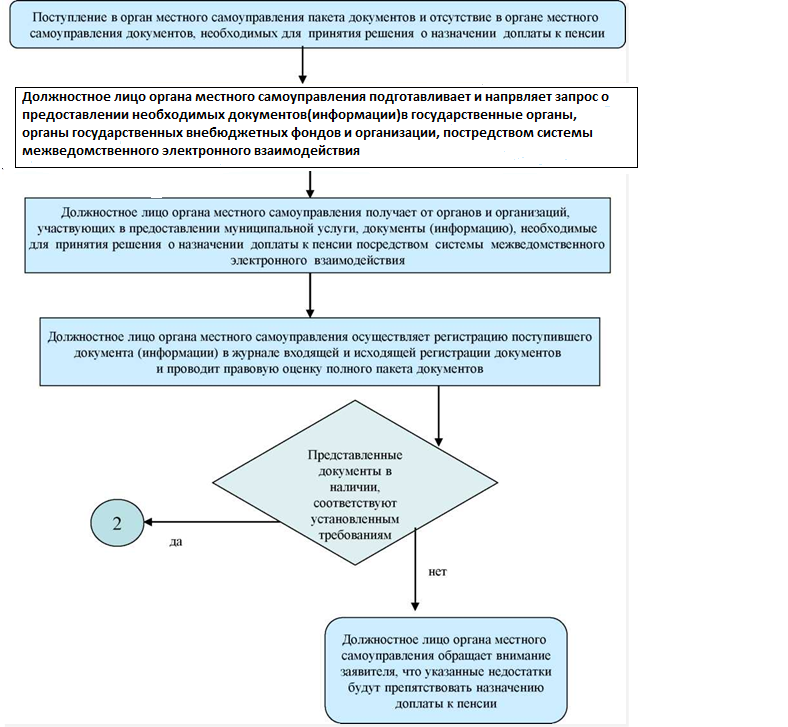 Поступление в орган местного самоуправления пакета документов и отсутствие в органе местного
самоуправления документов, необходимых для принятия решения о назначении доплаты к пенсии
Должностное лицо органа местного самоуправления подготавливает и напрвляет запрос о
предоставлении необходимых документов(информации)в государственные органы,
органы государственных внебюджетных фондов и организации, постредством системы
межведомственного электронного взаимодействия
Должностное лицо органа местного самоуправления получает от органов и организаций,
участвующих в предоставлении муниципальной услуги, документы (информацию), необходимые
для принятия решения о назначении доплаты к пенсии посредством системы межведомственного
электронного взаимодействия
Должностное лицо органа местного самоуправления осуществляет регистрацию поступившего
документа (информации) в журнале входящей и исходящей регистрации документов
и проводит правовую оценку полного пакета документов
Представленные
документы в
наличии,
соответствуют
установленным
требованиям
2
да
нет
Должностное лицо органа местного
самоуправления обращает внимание
заявителя, что указанные недостатки
будут препятствовать назначению
доплаты к пенсии